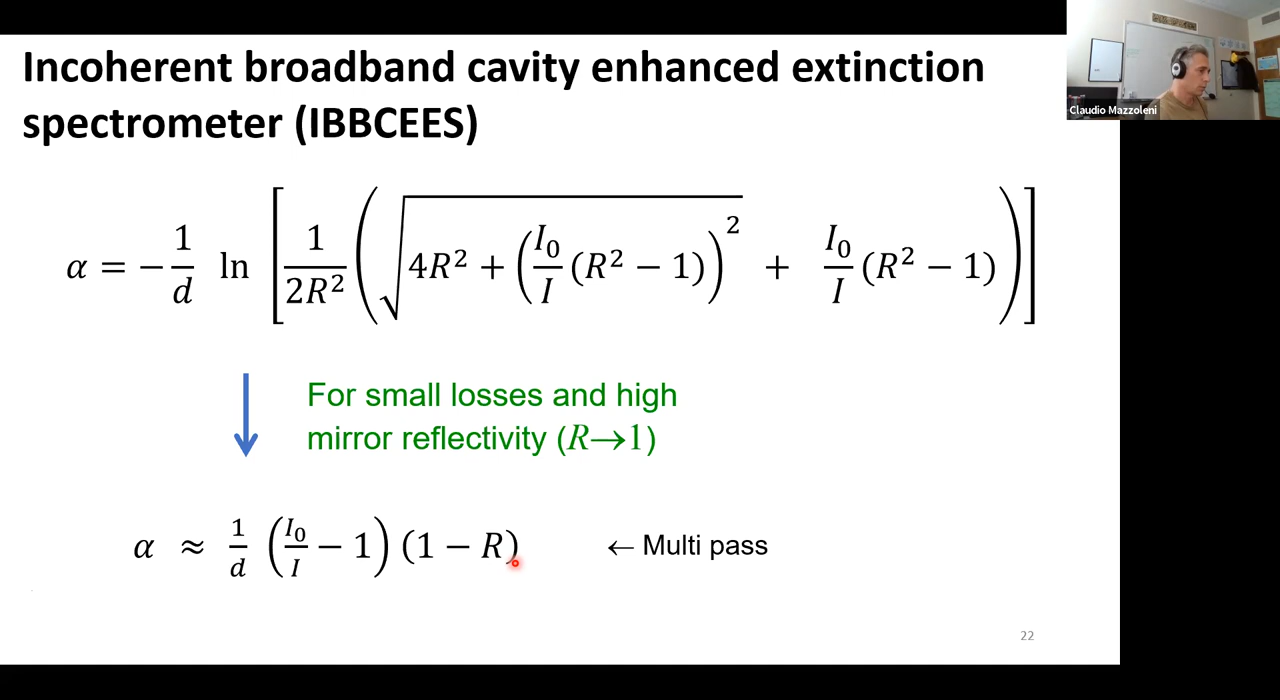 Incoherent broadband cavity enhanced extinction
spectrometer (IBBCEES)
Claudio Mazzoleni
α = − 1/d ln [ 1/2R² ( √4R² + ( I₀/I (R² − 1) )² + I₀/I (R² − 1) ) ]
For small losses and high
mirror reflectivity (R→1)
α ≈ 1/d ( I₀/I − 1 ) (1 − R) ← Multi pass
22